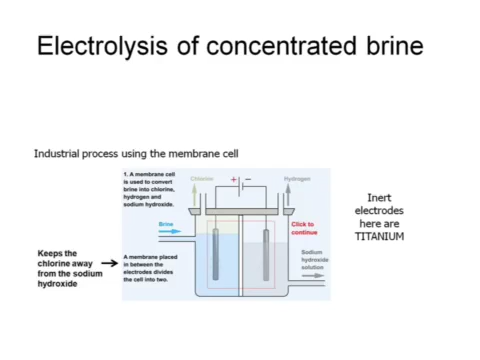 Electrolysis of concentrated brine
Industrial process using the membrane cell
1. A membrane cell
is used to convert
brine into chlorine,
hydrogen and
sodium hydroxide.
Chlorine
+
−
Hydrogen
Brine
Click to
continue
Inert
electrodes
here are
TITANIUM
Keeps the
chlorine away
from the sodium
hydroxide
A membrane placed
in between the
electrodes divides
the cell into two.
Sodium
hydroxide
solution